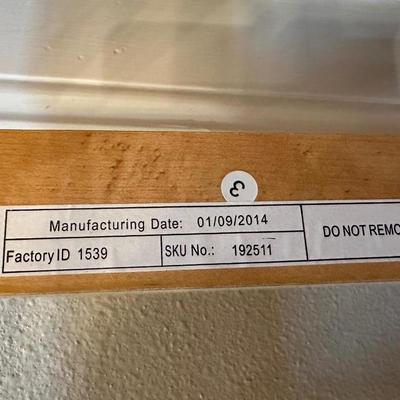 3
Manufacturing Date: 01/09/2014
Factory ID 1539 SKU No.: 192511
DO NOT REMO